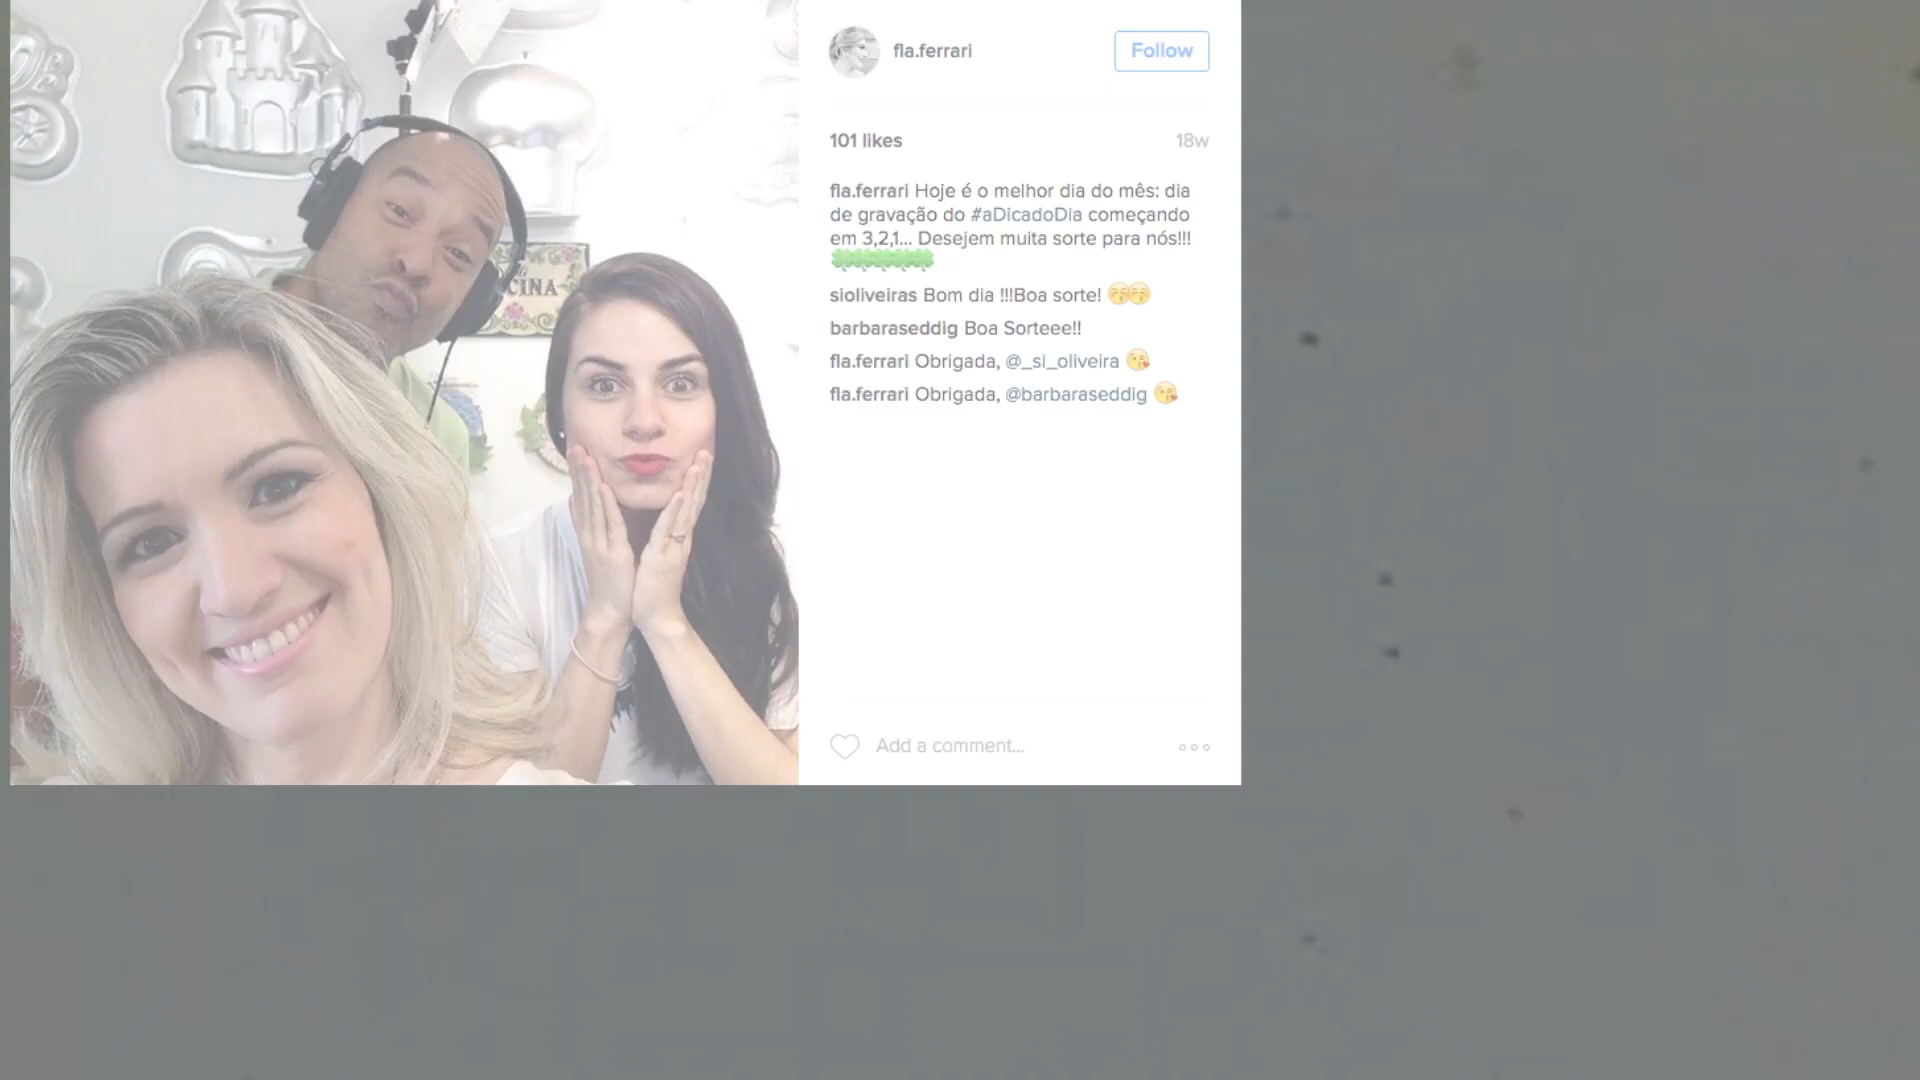 fla.ferrari
Follow
101 likes
18w
fla.ferrari Hoje é o melhor dia do mês: dia
de gravação do #aDicadoDia começando
em 3,2,1... Desejem muita sorte para nós!!!
🍀🍀🍀🍀🍀
sioliveiras Bom dia !!!Boa sorte! 😚😚
barbaraseddig Boa Sorteee!!
fla.ferrari Obrigada, @_si_oliveira 😘
fla.ferrari Obrigada, @barbaraseddig 😘
Add a comment...
CINA